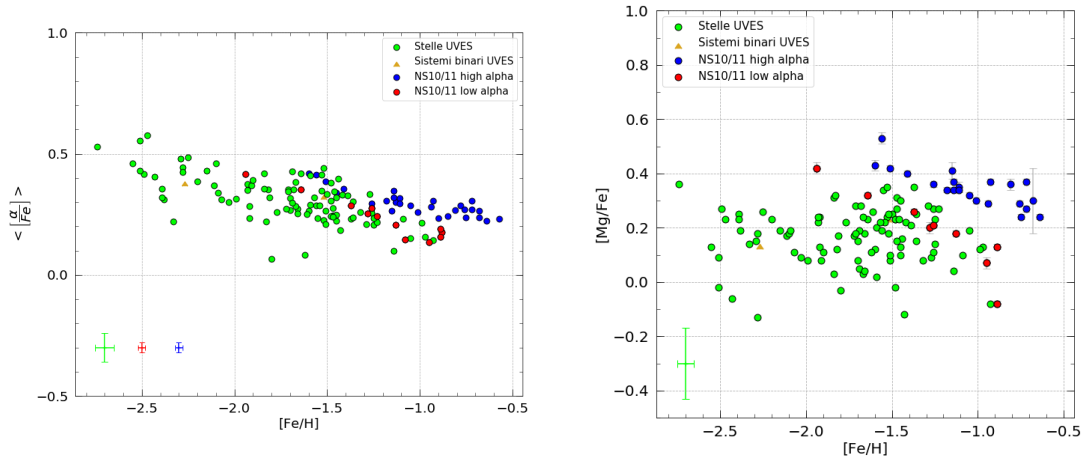 Stelle UVES
Sistemi binari UVES
NS10/11 high alpha
NS10/11 low alpha
1.0
0.5
0.0
−0.5
< [α/Fe] >
−2.5 −2.0 −1.5 −1.0 −0.5
[Fe/H]
Stelle UVES
Sistemi binari UVES
NS10/11 high alpha
NS10/11 low alpha
1.0
0.8
0.6
0.4
0.2
0.0
−0.2
−0.4
[Mg/Fe]
−2.5 −2.0 −1.5 −1.0 −0.5
[Fe/H]